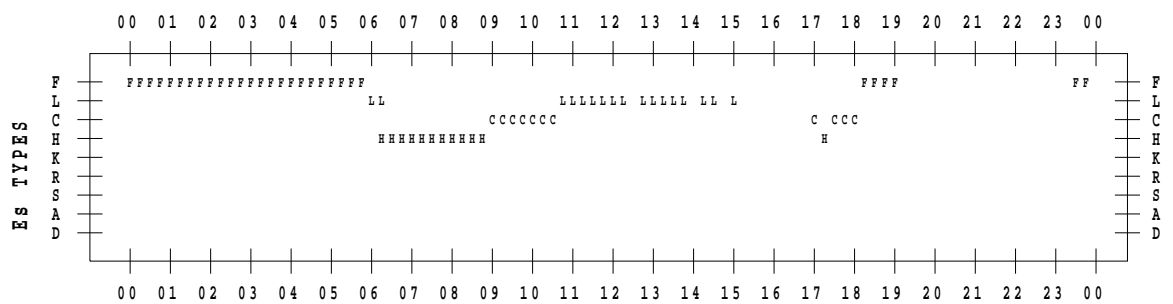 00 01 02 03 04 05 06 07 08 09 10 11 12 13 14 15 16 17 18 19 20 21 22 23 00
F FFFFFFFFFFFFFFFFFFFFFFFF FFFF FF F
L LL LLLLLLL LLLLL LL L L
C CCCCCCC C CCC C
H HHHHHHHHHHH H H
K K
R R
S S
A A
D D
Es TYPES
00 01 02 03 04 05 06 07 08 09 10 11 12 13 14 15 16 17 18 19 20 21 22 23 00